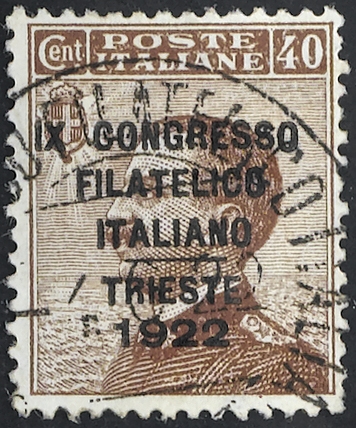 Cent POSTE ITALIANE 40
IX CONGRESSO
FILATELICO
ITALIANO
TRIESTE
1922